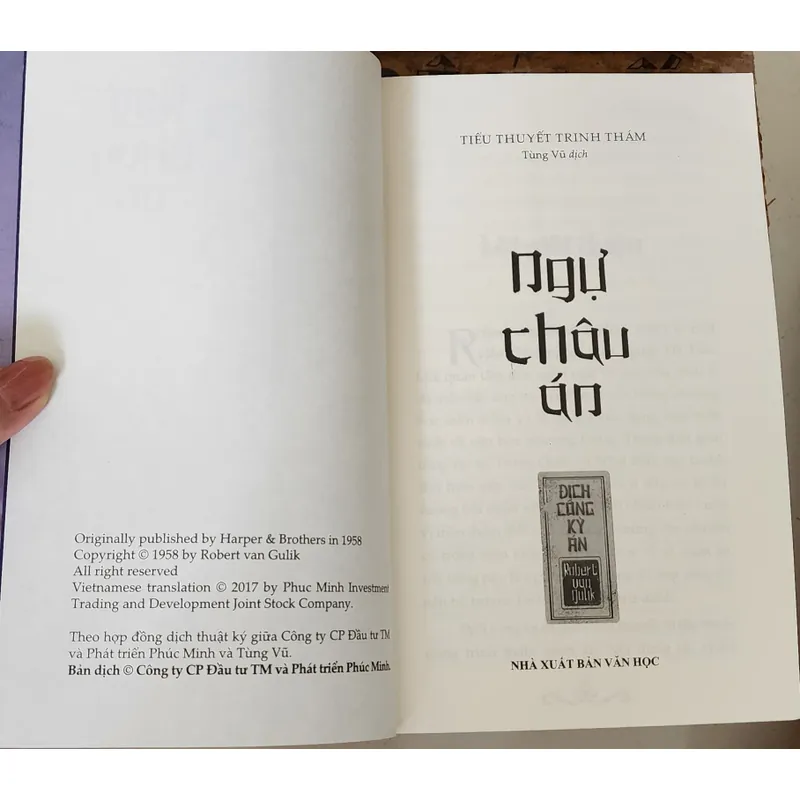 Originally published by Harper & Brothers in 1958
Copyright © 1958 by Robert van Gulik
All right reserved
Vietnamese translation © 2017 by Phuc Minh Investment
Trading and Development Joint Stock Company.
Theo hợp đồng dịch thuật ký giữa Công ty CP Đầu tư TM
và Phát triển Phúc Minh và Tùng Vũ.
Bản dịch © Công ty CP Đầu tư TM và Phát triển Phúc Minh.
TIỂU THUYẾT TRINH THÁM
Tùng Vũ dịch
Ngự
châu
án
ĐỊCH
CÔNG
KỲ
ÁN
Robert
van
Gulik
NHÀ XUẤT BẢN VĂN HỌC